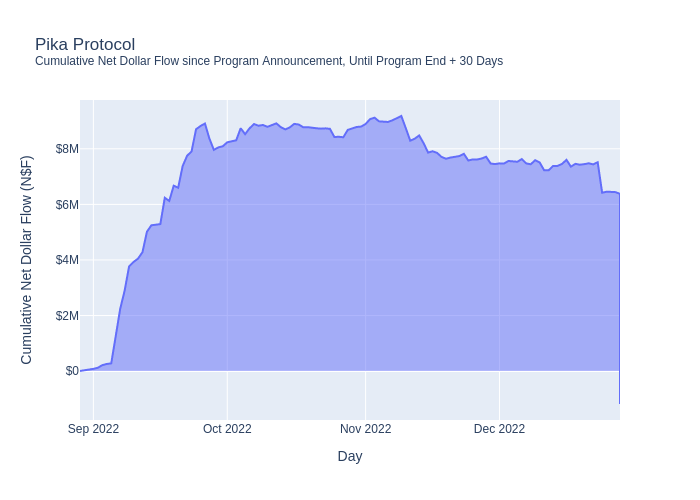 Pika Protocol
Cumulative Net Dollar Flow since Program Announcement, Until Program End + 30 Days
Cumulative Net Dollar Flow (N$F)
$8M
$6M
$4M
$2M
$0
Sep 2022
Oct 2022
Nov 2022
Dec 2022
Day